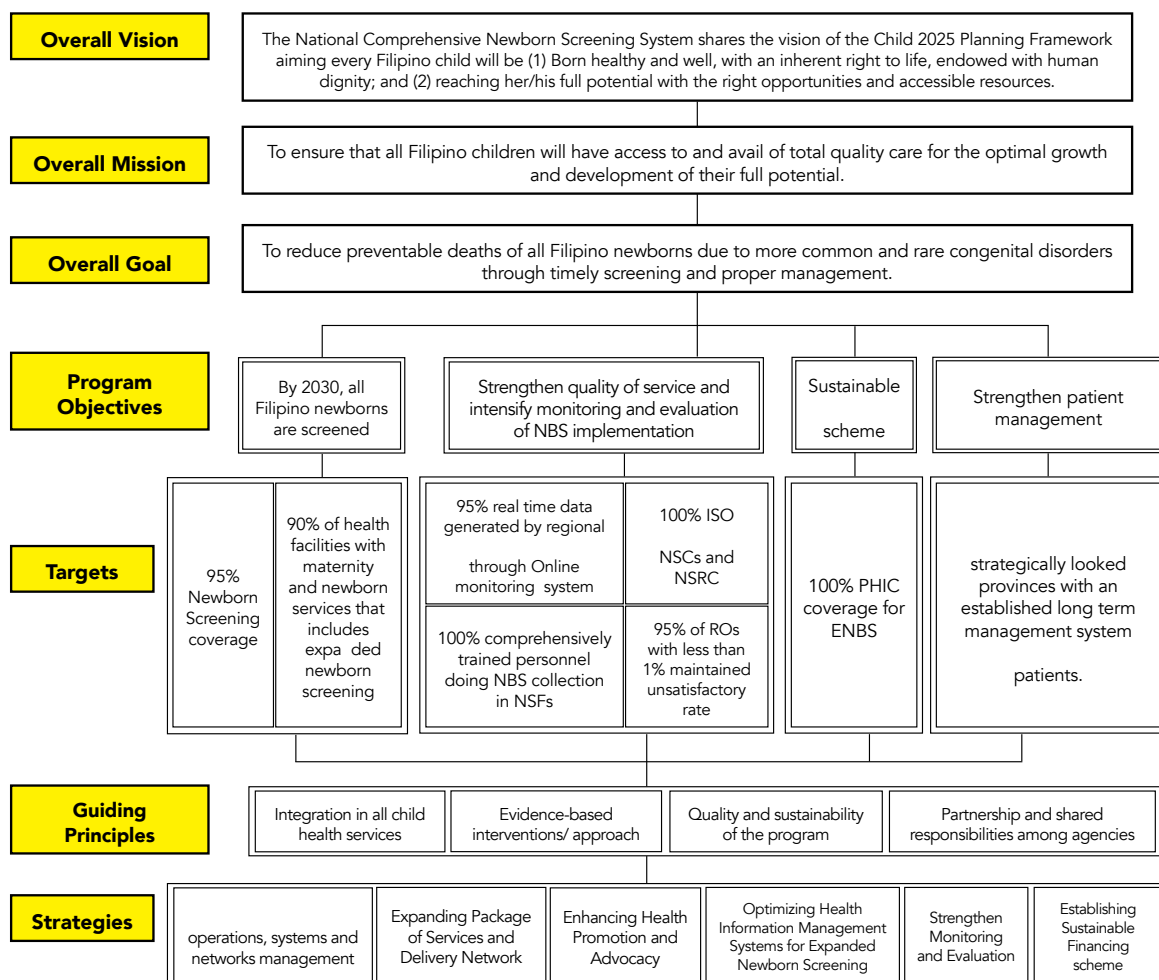 Overall Vision
The National Comprehensive Newborn Screening System shares the vision of the Child 2025 Planning Framework
aiming every Filipino child will be (1) Born healthy and well, with an inherent right to life, endowed with human
dignity; and (2) reaching her/his full potential with the right opportunities and accessible resources.
Overall Mission
To ensure that all Filipino children will have access to and avail of total quality care for the optimal growth
and development of their full potential.
Overall Goal
To reduce preventable deaths of all Filipino newborns due to more common and rare congenital disorders
through timely screening and proper management.
Program
Objectives
By 2030, all
Filipino newborns
are screened
Strengthen quality of service and
intensify monitoring and evaluation
of NBS implementation
Sustainable
scheme
Strengthen patient
management
Targets
95%
Newborn
Screening
coverage
90% of health
facilities with
maternity
and newborn
services that
includes
expa ded
newborn
screening
95% real time data
generated by regional
through Online
monitoring system
100% ISO
NSCs and
NSRC
100% comprehensively
trained personnel
doing NBS collection
in NSFs
95% of ROs
with less than
1% maintained
unsatisfactory
rate
100% PHIC
coverage for
ENBS
strategically looked
provinces with an
established long term
management system
patients.
Guiding
Principles
Integration in all child
health services
Evidence-based
interventions/ approach
Quality and sustainability
of the program
Partnership and shared
responsibilities among agencies
Strategies
operations, systems and
networks management
Expanding Package
of Services and
Delivery Network
Enhancing Health
Promotion and
Advocacy
Optimizing Health
Information Management
Systems for Expanded
Newborn Screening
Strengthen
Monitoring
and Evaluation
Establishing
Sustainable
Financing
scheme